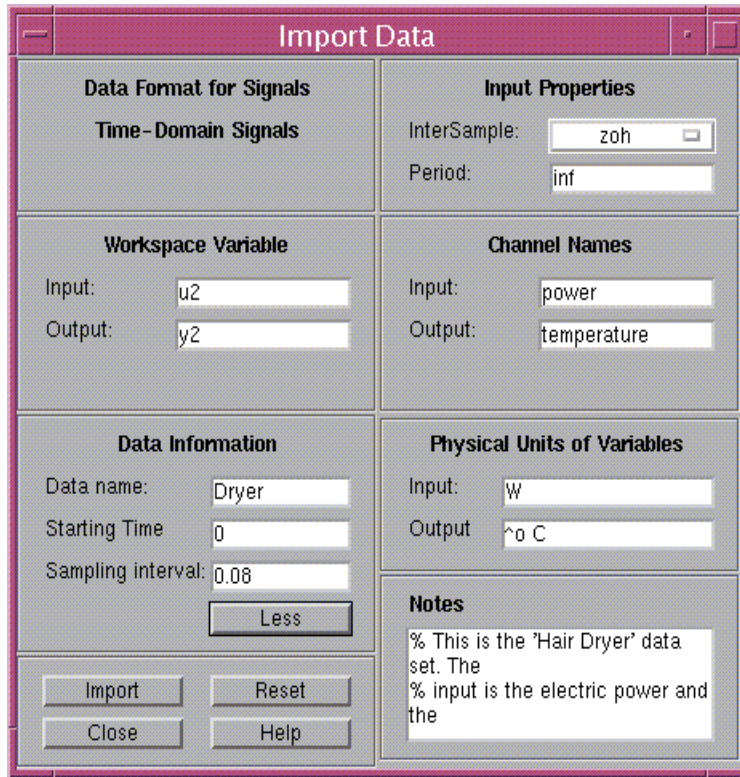 Import Data
Data Format for Signals
Time-Domain Signals
Input Properties
InterSample: zoh
Period: inf
Workspace Variable
Input: u2
Output: y2
Channel Names
Input: power
Output: temperature
Data Information
Data name: Dryer
Starting Time 0
Sampling interval: 0.08
Less
Physical Units of Variables
Input: W
Output ^o C
Import Reset
Close Help
Notes
% This is the 'Hair Dryer' data
set. The
% input is the electric power and
the